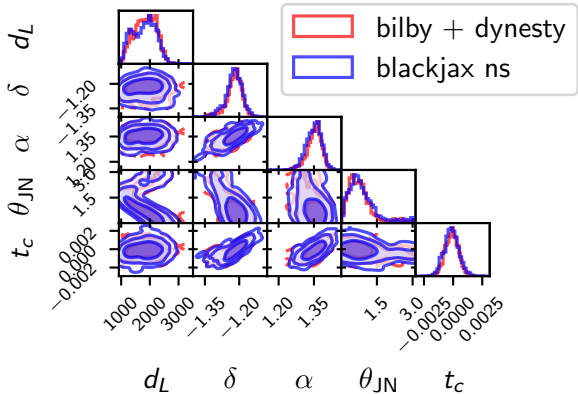 bilby + dynesty
blackjax ns
d_L
δ
−1.20
−1.35
α
1.35
1.20
θ_JN
3.0
1.5
t_c
0.002
0.000
−0.002
1000 2000 3000
−1.35 −1.20
1.20 1.35
1.5 3.0
−0.0025 0.0000 0.0025
d_L δ α θ_JN t_c